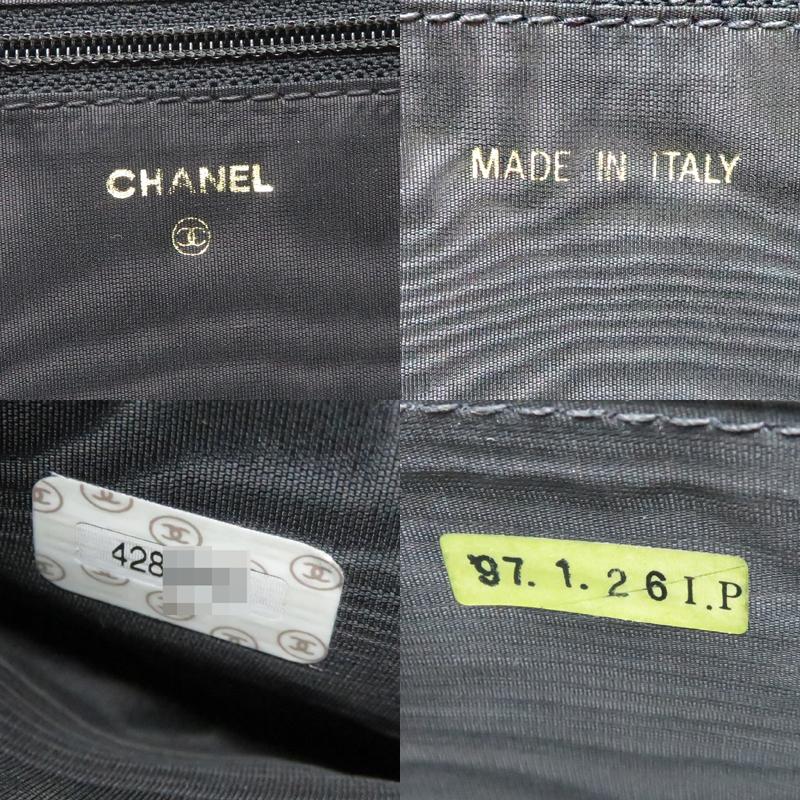 CHANEL
MADE IN ITALY
428
97.1.26 I.P